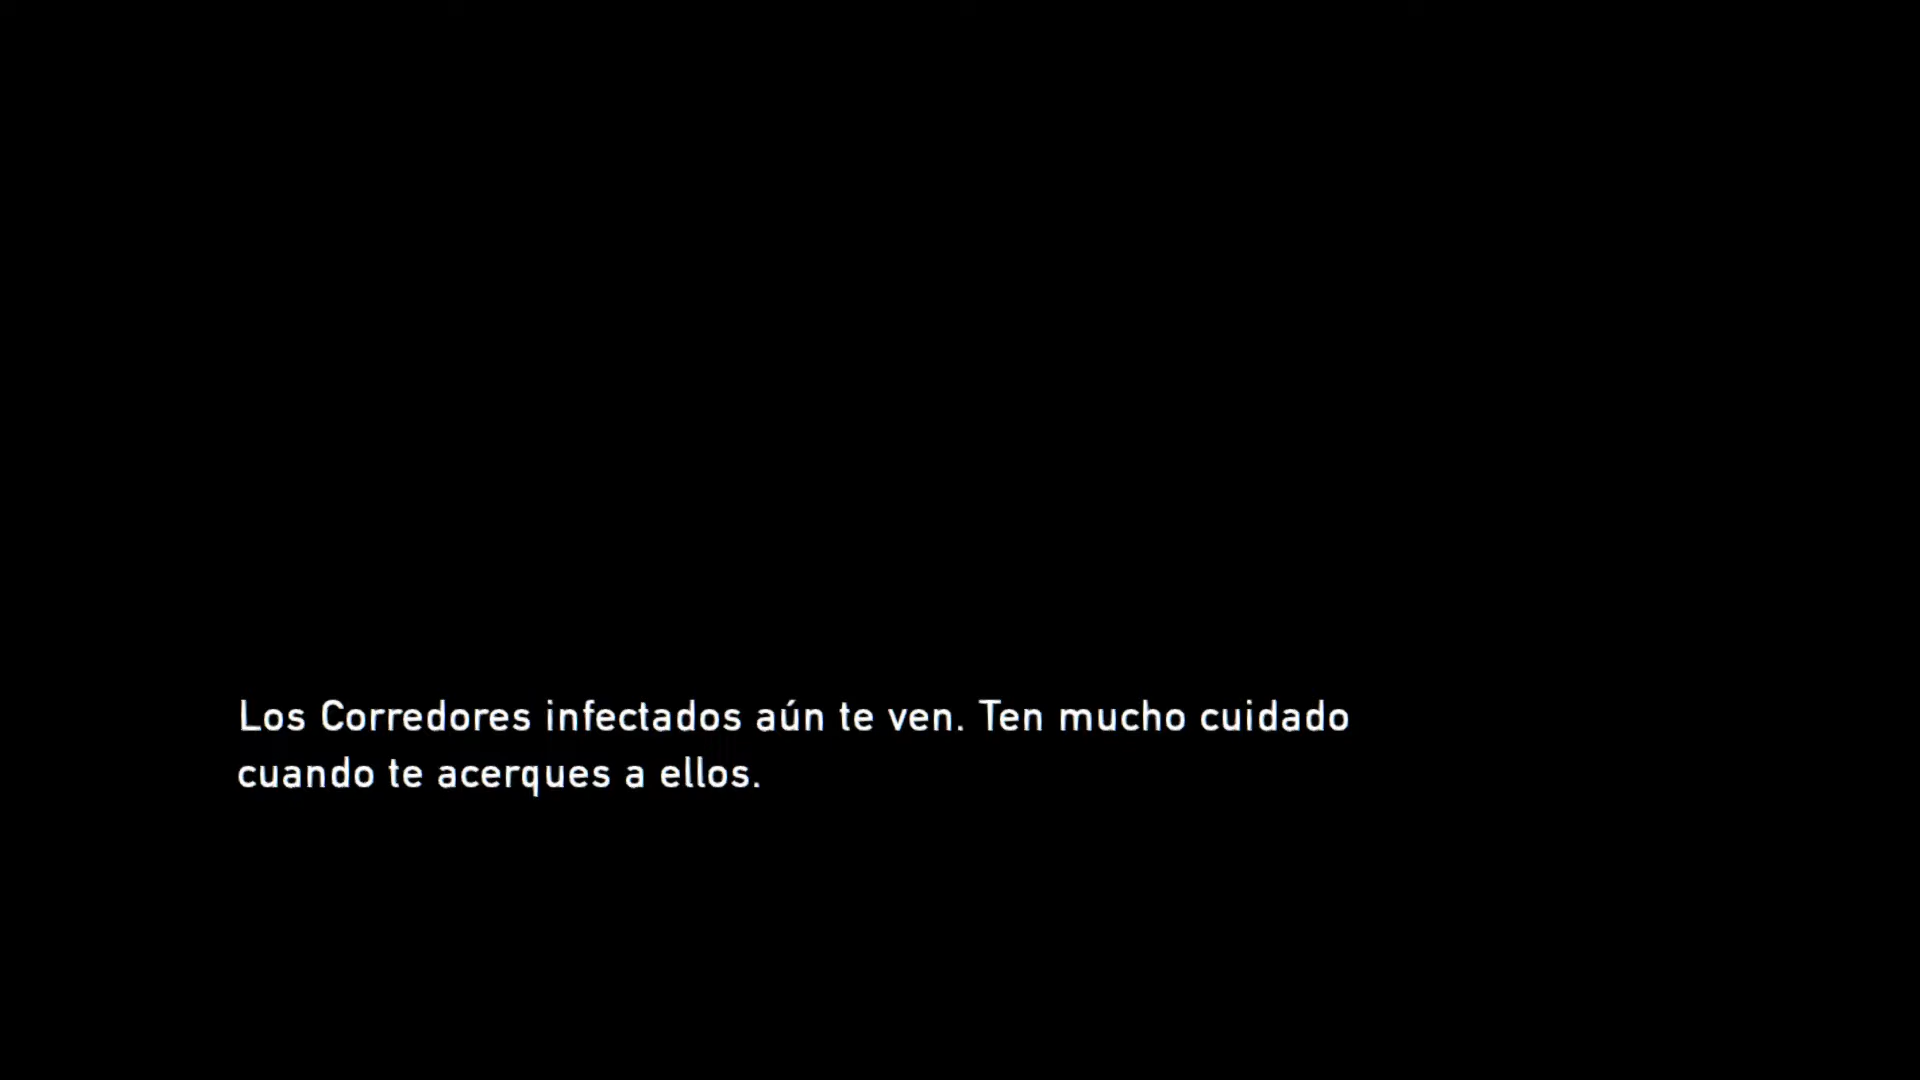 Los Corredores infectados aún te ven. Ten mucho cuidado
cuando te acerques a ellos.